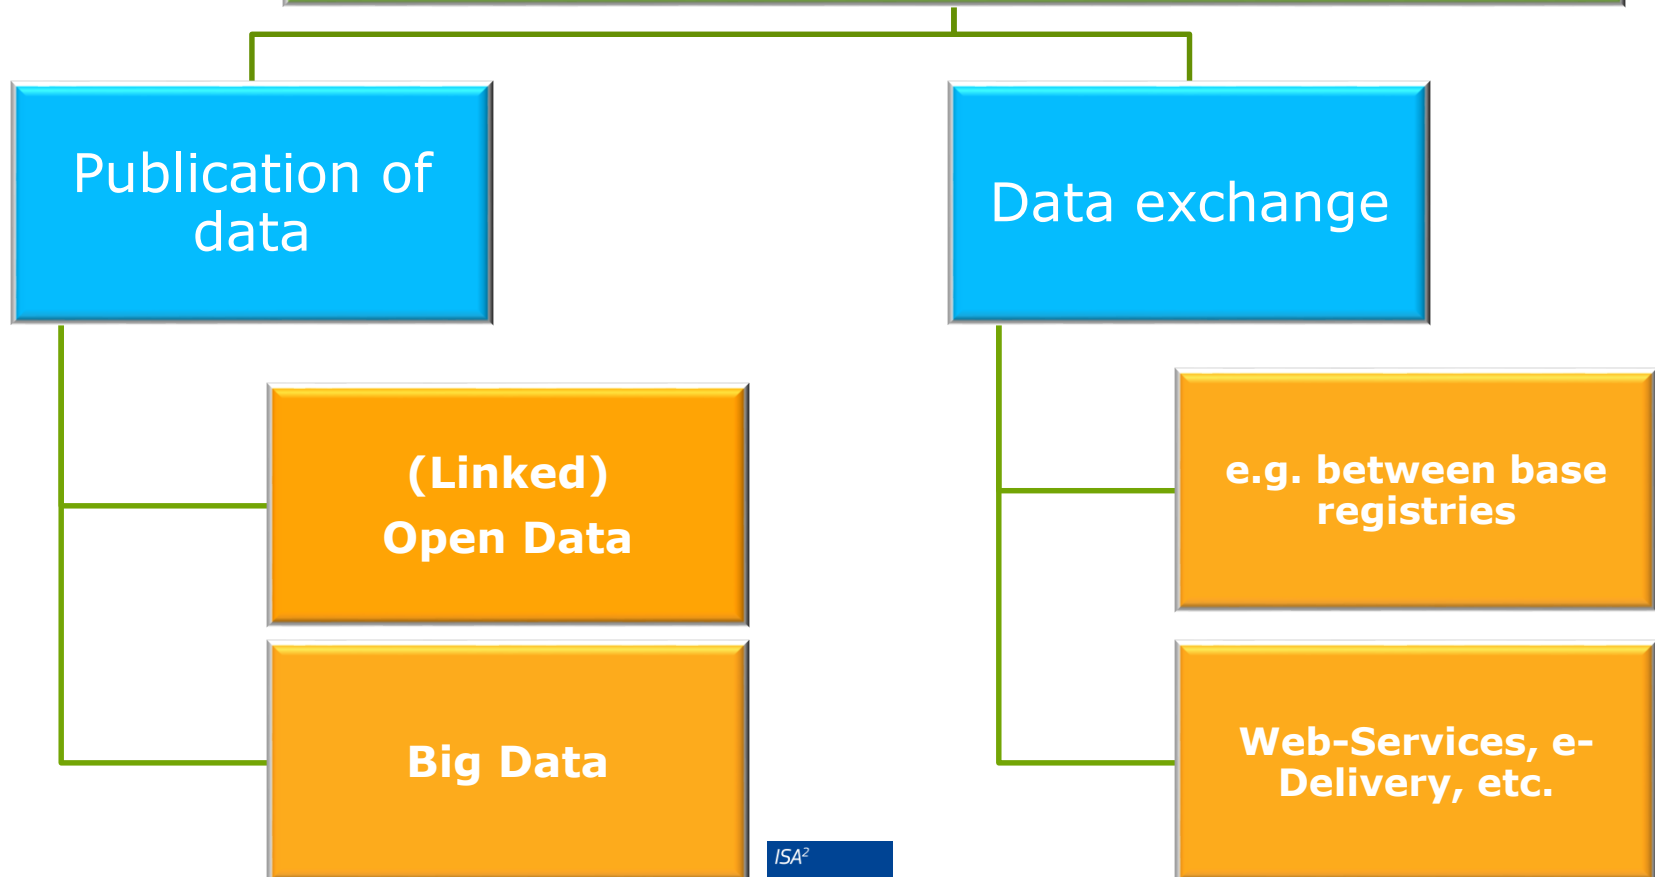 Publication of
data
Data exchange
(Linked)
Open Data
Big Data
e.g. between base
registries
Web-Services, e-
Delivery, etc.
ISA²